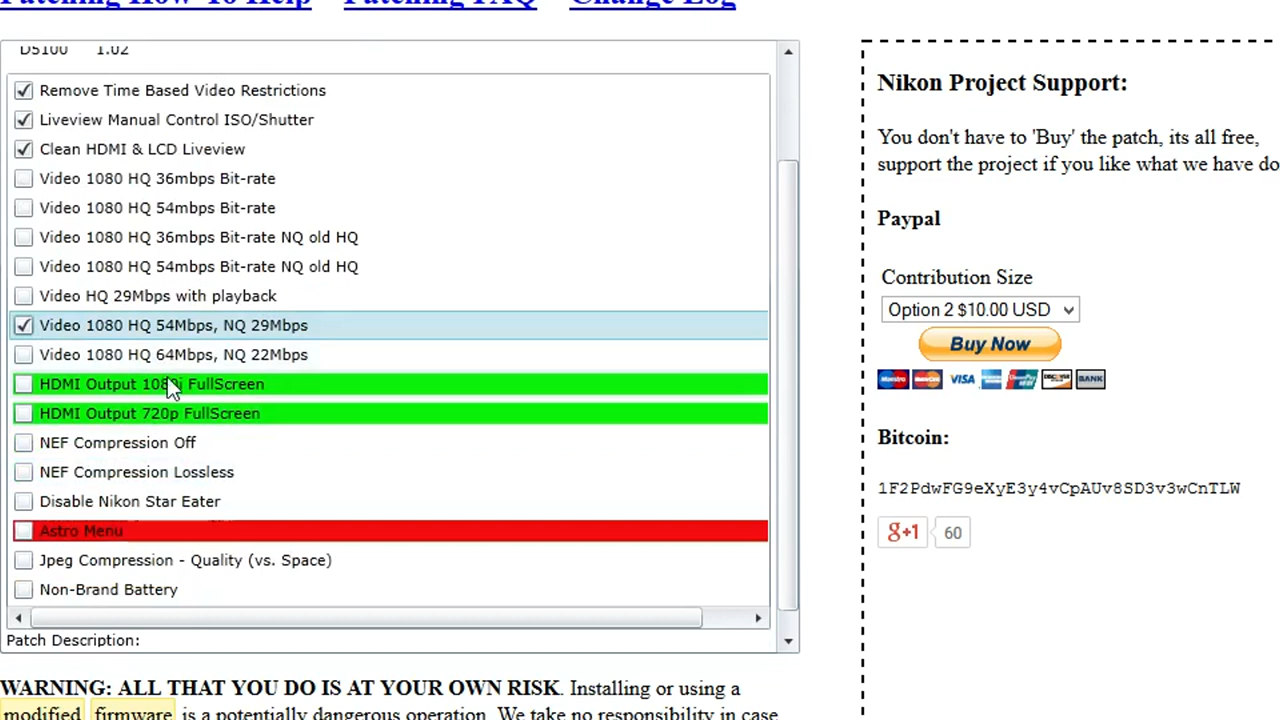 Patching How-To Help Patching FAQ Change Log
D5100 1.02
Remove Time Based Video Restrictions
Liveview Manual Control ISO/Shutter
Clean HDMI & LCD Liveview
Video 1080 HQ 36mbps Bit-rate
Video 1080 HQ 54mbps Bit-rate
Video 1080 HQ 36mbps Bit-rate NQ old HQ
Video 1080 HQ 54mbps Bit-rate NQ old HQ
Video HQ 29Mbps with playback
Video 1080 HQ 54Mbps, NQ 29Mbps
Video 1080 HQ 64Mbps, NQ 22Mbps
HDMI Output 1080i FullScreen
HDMI Output 720p FullScreen
NEF Compression Off
NEF Compression Lossless
Disable Nikon Star Eater
Astro Menu
Jpeg Compression - Quality (vs. Space)
Non-Brand Battery
Patch Description:
WARNING: ALL THAT YOU DO IS AT YOUR OWN RISK. Installing or using a
modified firmware is a potentially dangerous operation. We take no responsibility in case
Nikon Project Support:
You don't have to 'Buy' the patch, its all free,
support the project if you like what we have do
Paypal
Contribution Size
Option 2 $10.00 USD
Buy Now
Maestro VISA DISCOVER BANK
Bitcoin:
1F2PdwFG9eXyE3y4vCpAUv8SD3v3wCnTLW
g+1 60